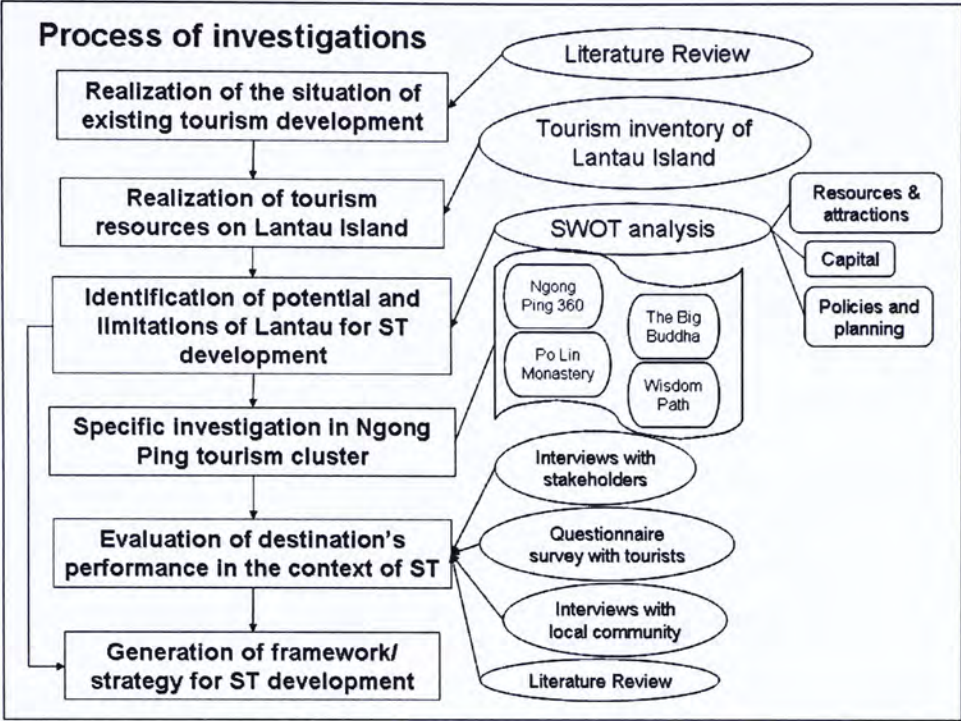 Process of investigations
Literature Review
Realization of the situation of
existing tourism development
Tourism inventory of
Lantau Island
Realization of tourism
resources on Lantau Island
SWOT analysis
Resources &
attractions
Capital
Policies and
planning
Identification of potential and
limitations of Lantau for ST
development
Ngong
Ping 360
The Big
Buddha
Po Lin
Monastery
Wisdom
Path
Specific investigation in Ngong
Ping tourism cluster
Interviews with
stakeholders
Evaluation of destination's
performance in the context of ST
Questionnaire
survey with tourists
Interviews with
local community
Generation of framework/
strategy for ST development
Literature Review